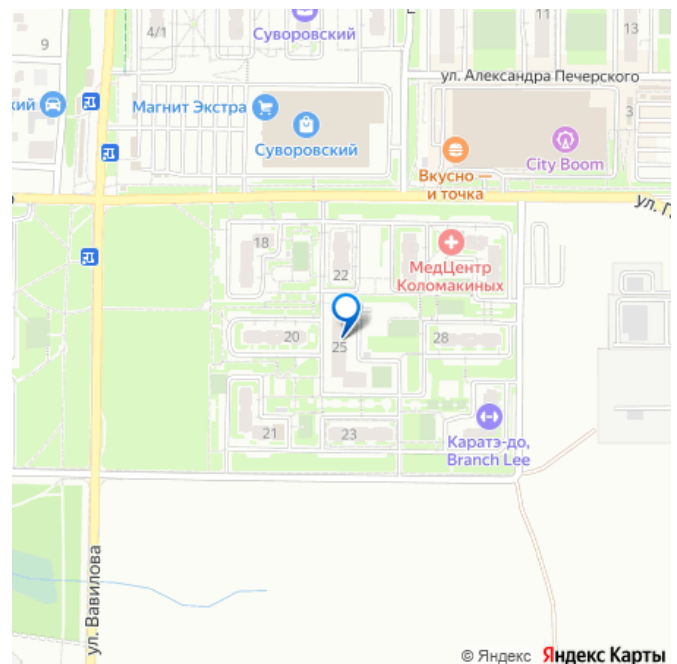 4/1
Суворовский
11
13
9
ул. Александра Печерского
кий
Магнит Экстра
3
Суворовский
City Boom
Вкусно —
и точка
ул. Г
18
МедЦентр
Коломакиных
22
20
25
28
21
23
Каратэ-до,
Branch Lee
ул. Вавилова
© Яндекс Яндекс Карты